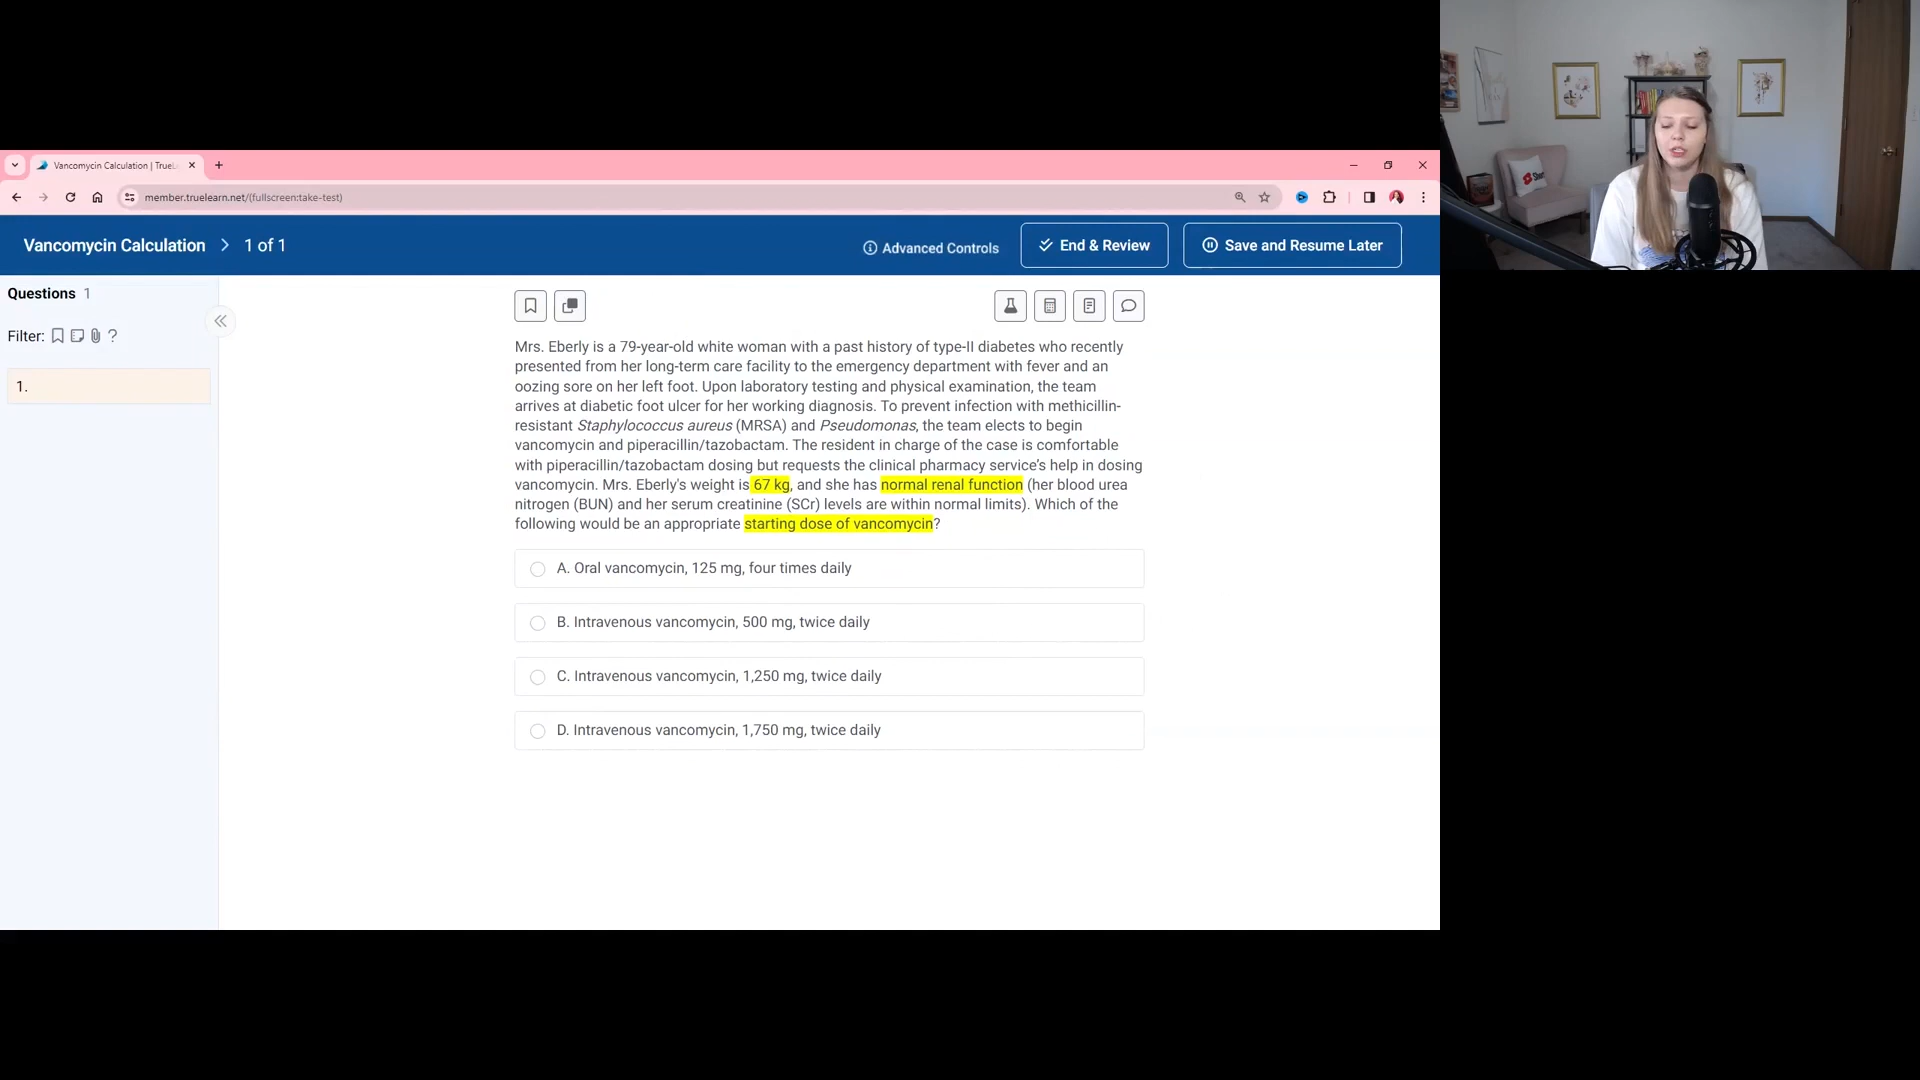 Vancomycin Calculation | TrueL
member.truelearn.net/(fullscreen:take-test)
Vancomycin Calculation > 1 of 1
Advanced Controls
End & Review
Save and Resume Later
Questions 1
Filter: ?
1.
Mrs. Eberly is a 79-year-old white woman with a past history of type-II diabetes who recently
presented from her long-term care facility to the emergency department with fever and an
oozing sore on her left foot. Upon laboratory testing and physical examination, the team
arrives at diabetic foot ulcer for her working diagnosis. To prevent infection with methicillin-
resistant Staphylococcus aureus (MRSA) and Pseudomonas, the team elects to begin
vancomycin and piperacillin/tazobactam. The resident in charge of the case is comfortable
with piperacillin/tazobactam dosing but requests the clinical pharmacy service's help in dosing
vancomycin. Mrs. Eberly's weight is 67 kg, and she has normal renal function (her blood urea
nitrogen (BUN) and her serum creatinine (SCr) levels are within normal limits). Which of the
following would be an appropriate starting dose of vancomycin?
A. Oral vancomycin, 125 mg, four times daily
B. Intravenous vancomycin, 500 mg, twice daily
C. Intravenous vancomycin, 1,250 mg, twice daily
D. Intravenous vancomycin, 1,750 mg, twice daily